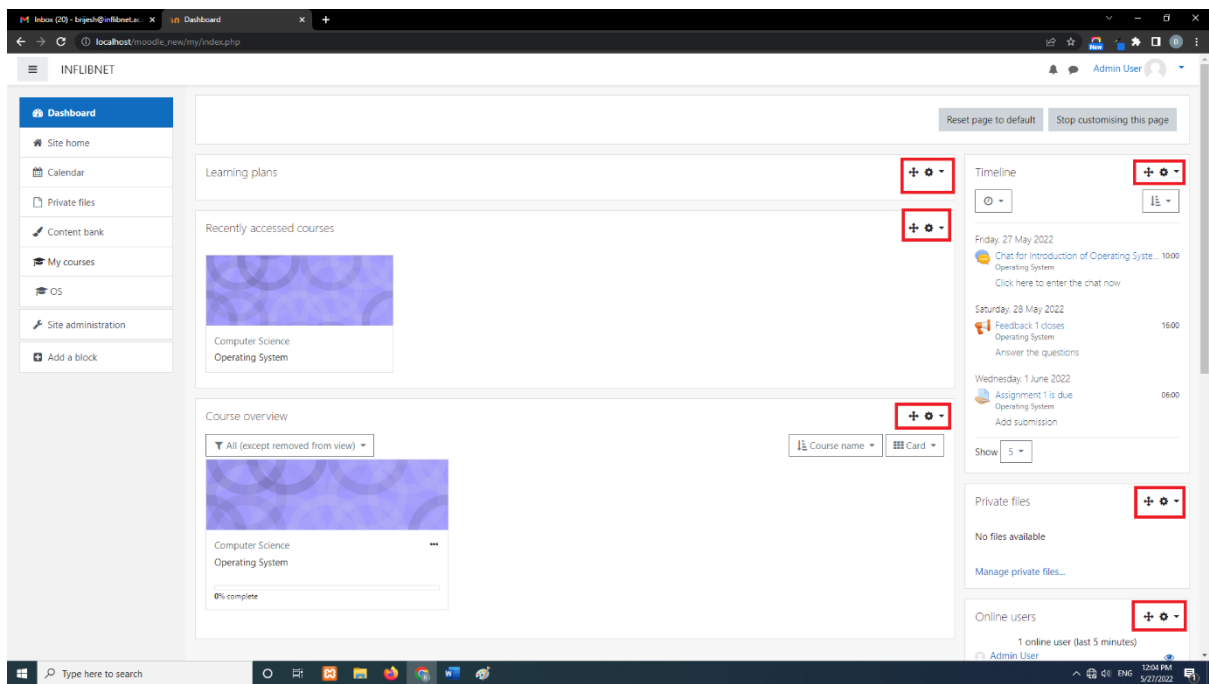 Inbox (20) - brijesh@inflibnet.ac
Dashboard
localhost/moodle_new/my/index.php
New
B
INFLIBNET
Admin User
Dashboard
Site home
Calendar
Private files
Content bank
My courses
OS
Site administration
Add a block
Reset page to default
Stop customising this page
Learning plans
Recently accessed courses
Computer Science
Operating System
Course overview
All (except removed from view)
Course name
Card
Computer Science
Operating System
0% complete
Timeline
Friday, 27 May 2022
Chat for Introduction of Operating Syste... 10:00
Operating System
Click here to enter the chat now
Saturday, 28 May 2022
Feedback 1 closes 16:00
Operating System
Answer the questions
Wednesday, 1 June 2022
Assignment 1 is due 06:00
Operating System
Add submission
Show 5
Private files
No files available
Manage private files...
Online users
1 online user (last 5 minutes)
Admin User
Type here to search
ENG
12:04 PM
5/27/2022